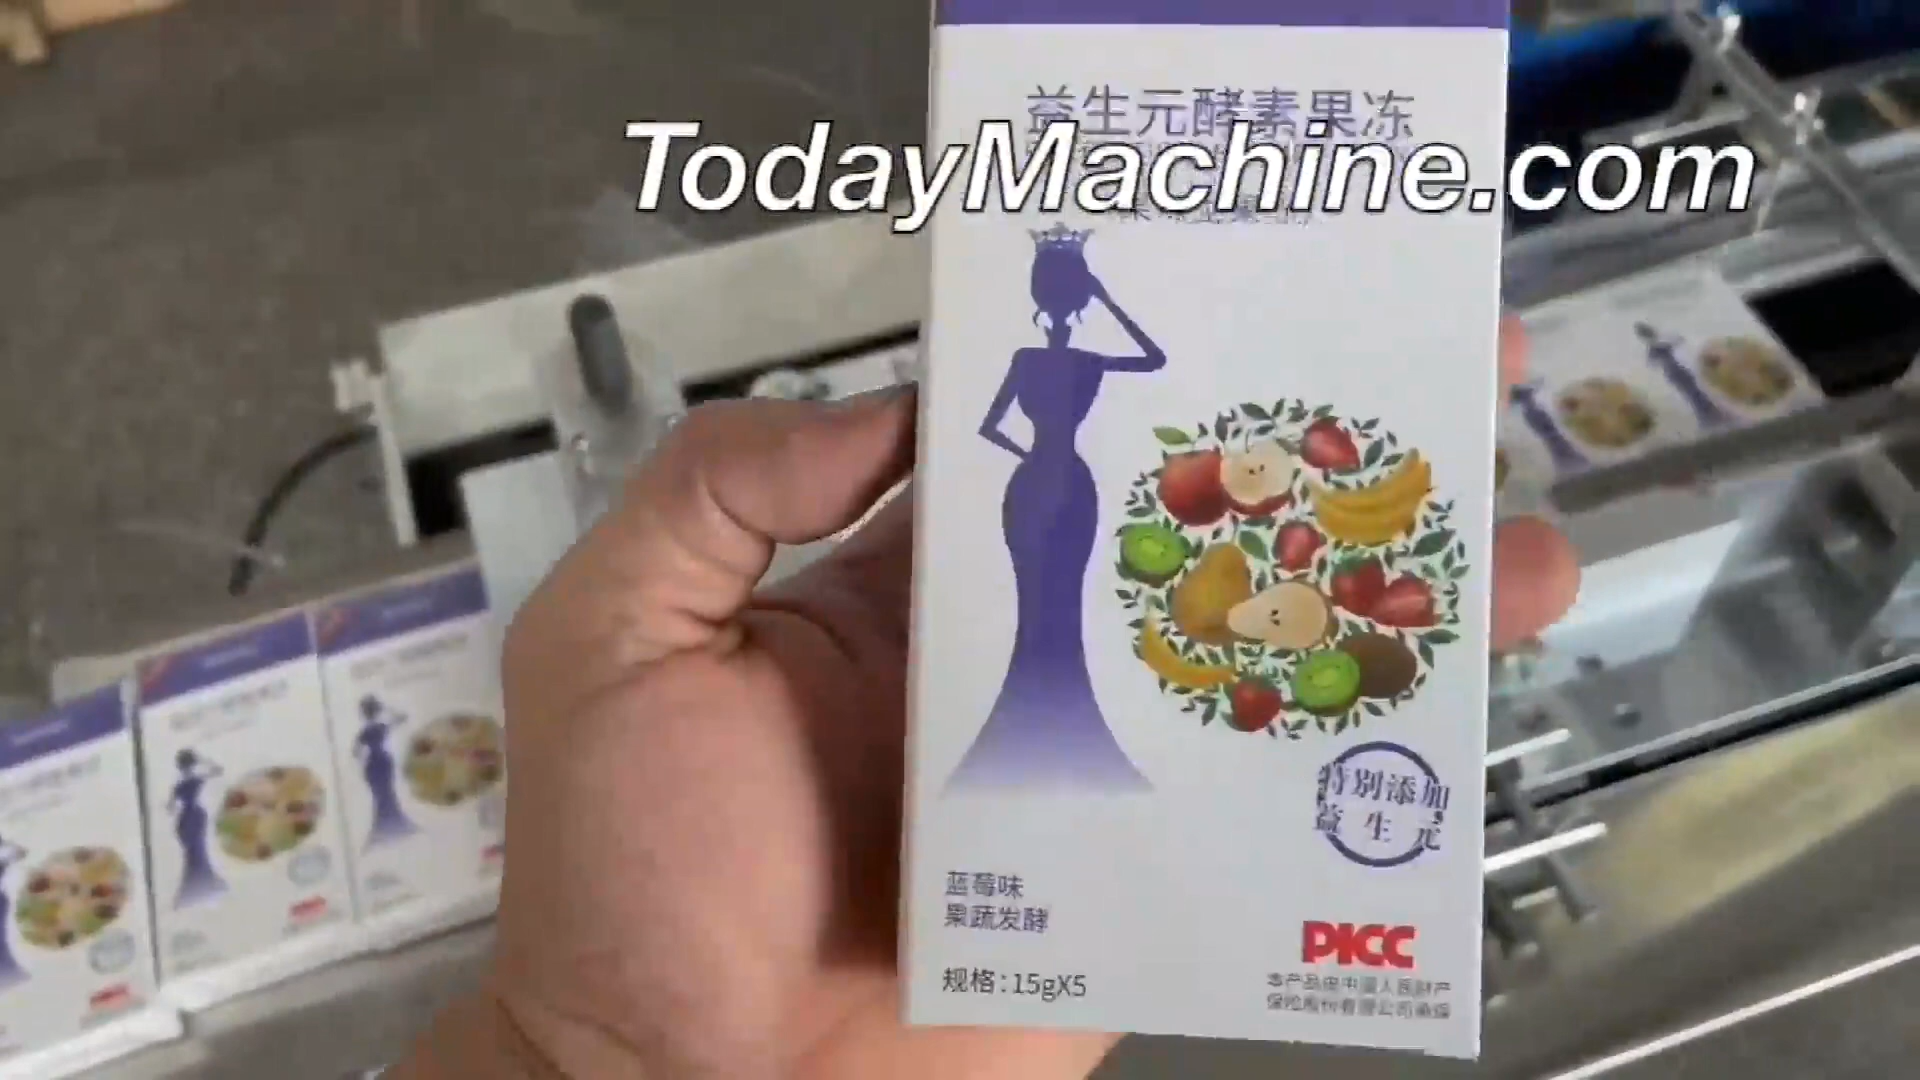 益生元酵素果冻
TodayMachine.com
特别添加
益生元
蓝莓味
果蔬发酵
规格:15gX5
PICC
本产品由中国人民财产
保险股份有限公司承保